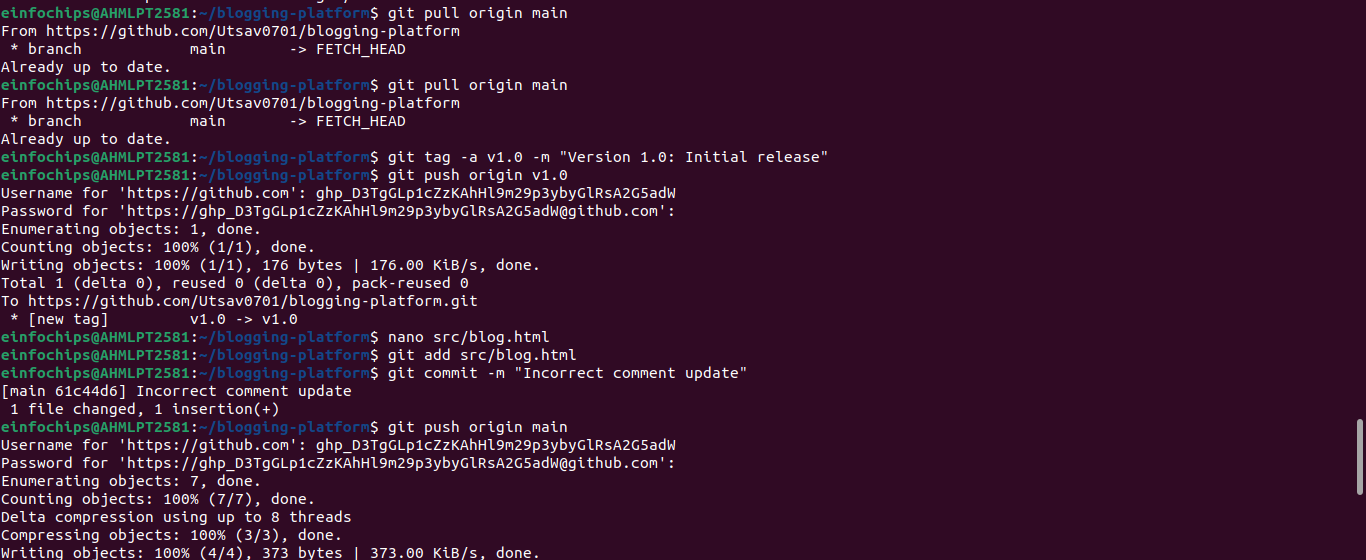 einfochips@AHMLPT2581:~/blogging-platform$ git pull origin main
From https://github.com/Utsav0701/blogging-platform
 * branch            main       -> FETCH_HEAD
Already up to date.
einfochips@AHMLPT2581:~/blogging-platform$ git pull origin main
From https://github.com/Utsav0701/blogging-platform
 * branch            main       -> FETCH_HEAD
Already up to date.
einfochips@AHMLPT2581:~/blogging-platform$ git tag -a v1.0 -m "Version 1.0: Initial release"
einfochips@AHMLPT2581:~/blogging-platform$ git push origin v1.0
Username for 'https://github.com': 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
Password for 'https://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@github.com':
Enumerating objects: 1, done.
Counting objects: 100% (1/1), done.
Writing objects: 100% (1/1), 176 bytes | 176.00 KiB/s, done.
Total 1 (delta 0), reused 0 (delta 0), pack-reused 0
To https://github.com/Utsav0701/blogging-platform.git
 * [new tag]         v1.0 -> v1.0
einfochips@AHMLPT2581:~/blogging-platform$ nano src/blog.html
einfochips@AHMLPT2581:~/blogging-platform$ git add src/blog.html
einfochips@AHMLPT2581:~/blogging-platform$ git commit -m "Incorrect comment update"
[main 61c44d6] Incorrect comment update
 1 file changed, 1 insertion(+)
einfochips@AHMLPT2581:~/blogging-platform$ git push origin main
Username for 'https://github.com': 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
Password for 'https://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@github.com':
Enumerating objects: 7, done.
Counting objects: 100% (7/7), done.
Delta compression using up to 8 threads
Compressing objects: 100% (3/3), done.
Writing objects: 100% (4/4), 373 bytes | 373.00 KiB/s, done.